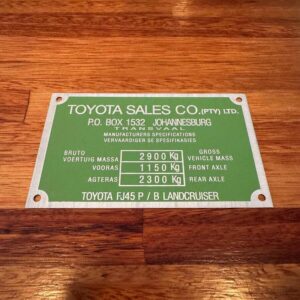 TOYOTA SALES CO.(PTY) LTD.
P.O. BOX 1532 JOHANNESBURG
TRANSVAAL
MANUFACTURERS SPECIFICATIONS
VERVAARDIGER SE SPESIFIKASIES
BRUTO VOERTUIG MASSA 2900 Kg GROSS VEHICLE MASS
VOORAS 1150 Kg FRONT AXLE
AGTERAS 2300 Kg REAR AXLE
TOYOTA FJ45 P / B LANDCRUISER